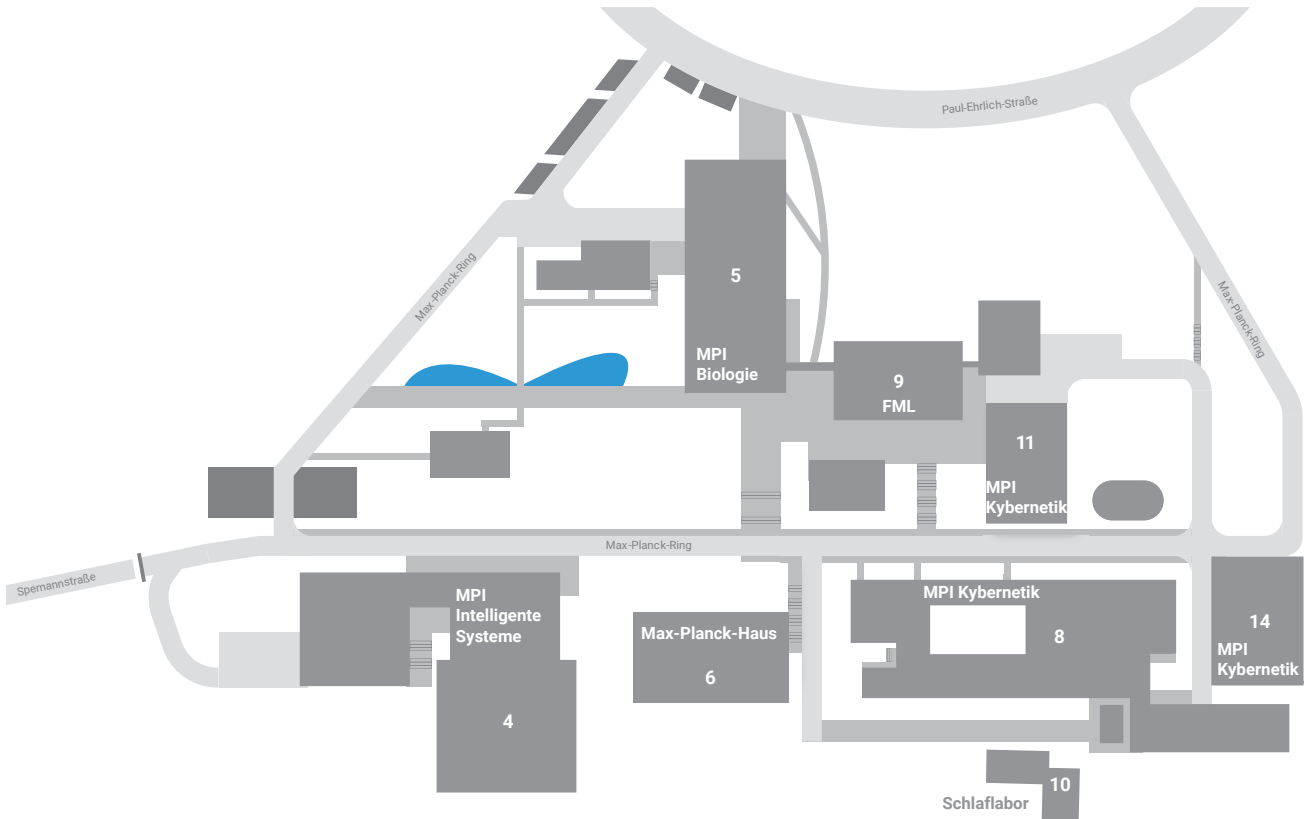 Paul-Ehrlich-Straße
Max-Planck-Ring
Max-Planck-Ring
5
MPI
Biologie
9
FML
11
MPI
Kybernetik
Max-Planck-Ring
Spemannstraße
MPI
Intelligente
Systeme
4
Max-Planck-Haus
6
MPI Kybernetik
8
14
MPI
Kybernetik
10
Schlaflabor